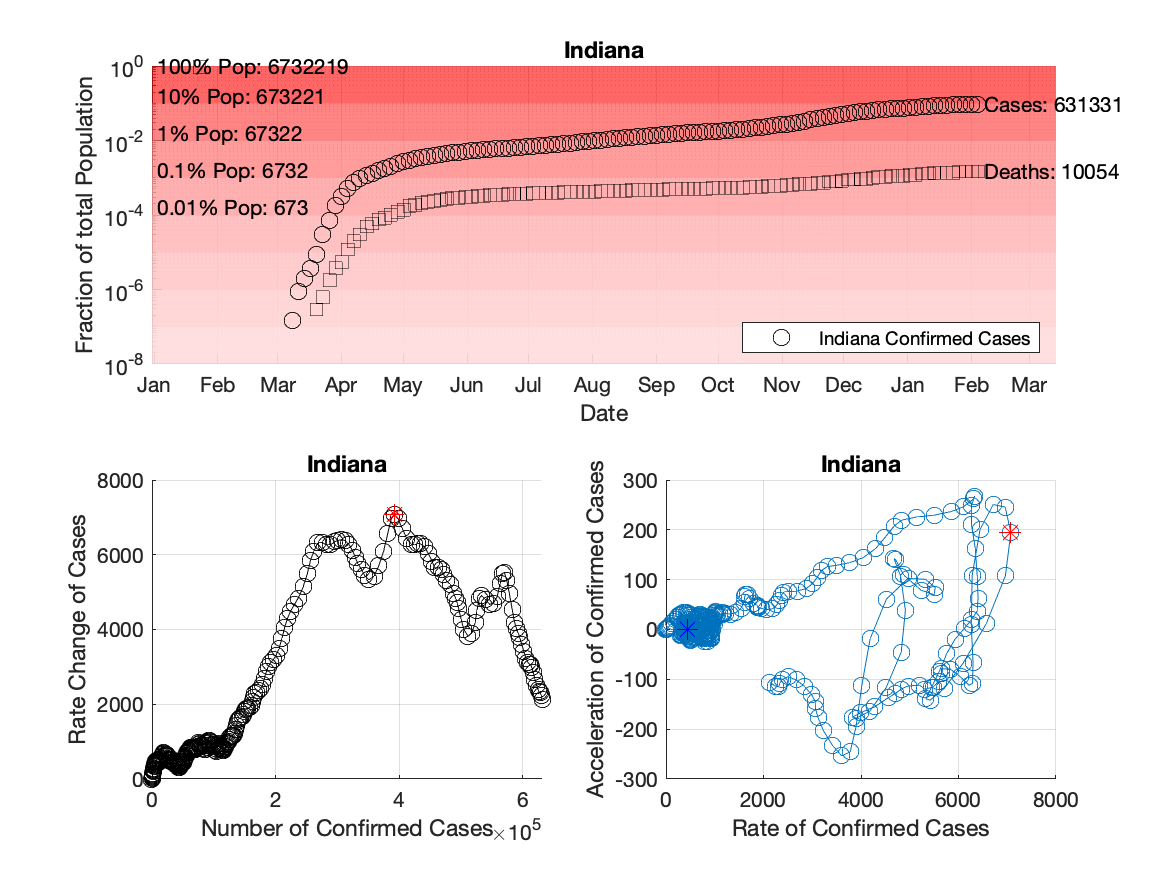 Indiana
Fraction of total Population
10^0
10^-2
10^-4
10^-6
10^-8
100% Pop: 6732219
10% Pop: 673221
1% Pop: 67322
0.1% Pop: 6732
0.01% Pop: 673
Cases: 631331
Deaths: 10054
Indiana Confirmed Cases
Jan Feb Mar Apr May Jun Jul Aug Sep Oct Nov Dec Jan Feb Mar
Date
Indiana
Rate Change of Cases
8000
6000
4000
2000
0
0 2 4 6
Number of Confirmed Cases
×10^5
Indiana
Acceleration of Confirmed Cases
300
200
100
0
-100
-200
-300
0 2000 4000 6000 8000
Rate of Confirmed Cases